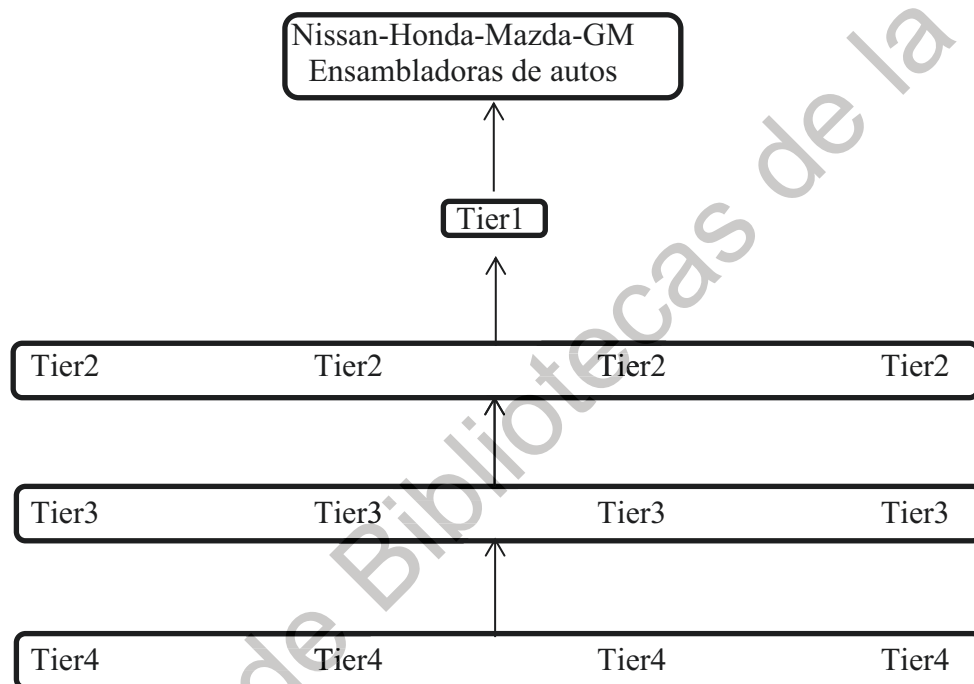 Nissan-Honda-Mazda-GM
Ensambladoras de autos
Tier1
Tier2 Tier2 Tier2 Tier2
Tier3 Tier3 Tier3 Tier3
Tier4 Tier4 Tier4 Tier4
de Bibliotecas de la